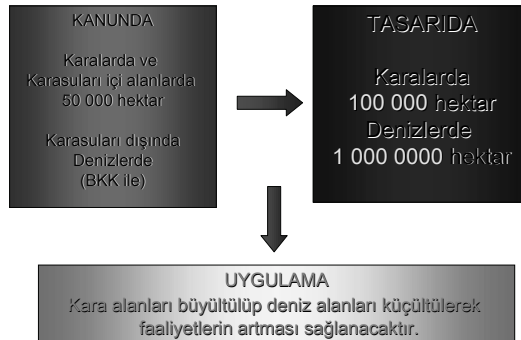 KANUNDA
Karalarda ve
Karasuları içi alanlarda
50 000 hektar
Karasuları dışında
Denizlerde
(BKK ile)
TASARIDA
Karalarda
100 000 hektar
Denizlerde
1 000 0000 hektar
UYGULAMA
Kara alanları büyültülüp deniz alanları küçültülerek
faaliyetlerin artması sağlanacaktır.